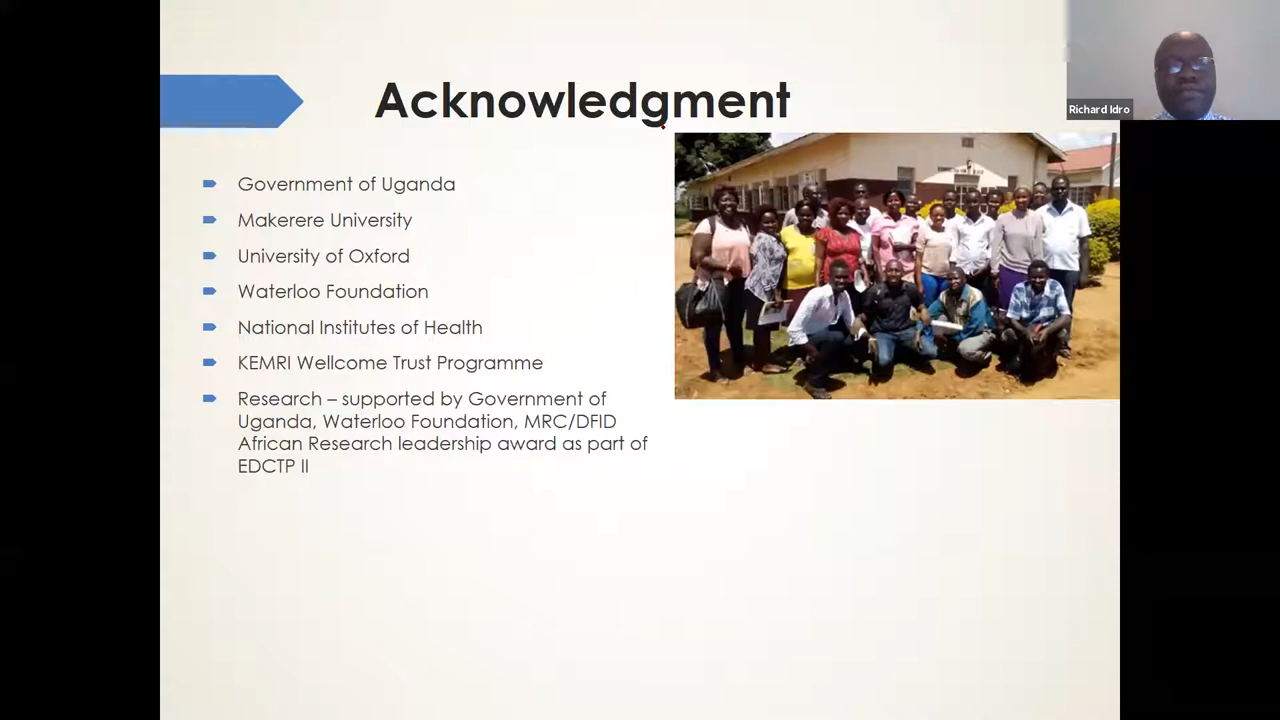 Acknowledgment
Richard Idro
Government of Uganda
Makerere University
University of Oxford
Waterloo Foundation
National Institutes of Health
KEMRI Wellcome Trust Programme
Research – supported by Government of
Uganda, Waterloo Foundation, MRC/DFID
African Research leadership award as part of
EDCTP II